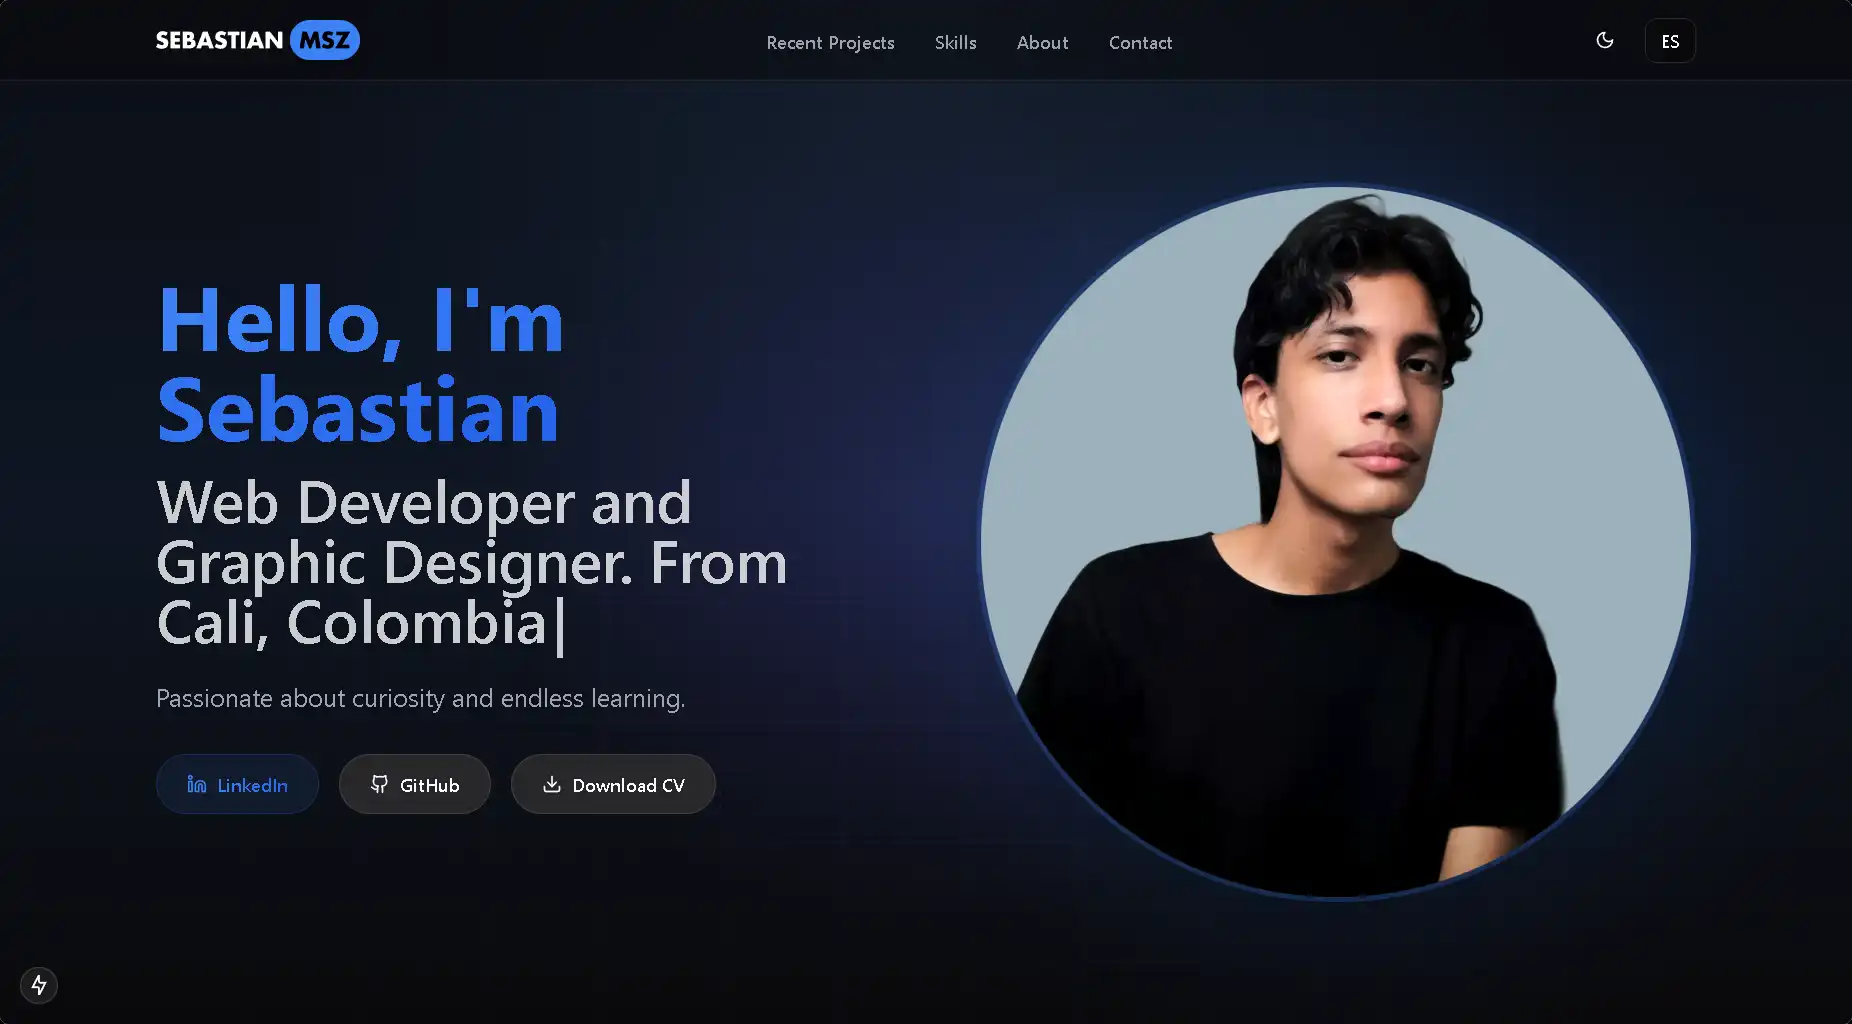 SEBASTIAN MSZ
Recent Projects
Skills
About
Contact
ES
Hello, I'm
Sebastian
Web Developer and
Graphic Designer. From
Cali, Colombia|
Passionate about curiosity and endless learning.
LinkedIn
GitHub
Download CV